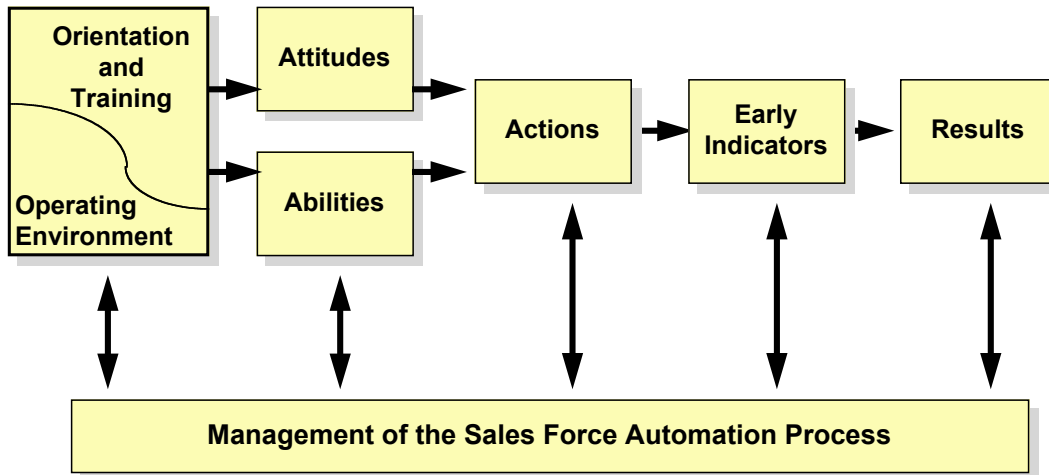 Orientation
and
Training
Operating
Environment
Attitudes
Abilities
Actions
Early
Indicators
Results
Management of the Sales Force Automation Process